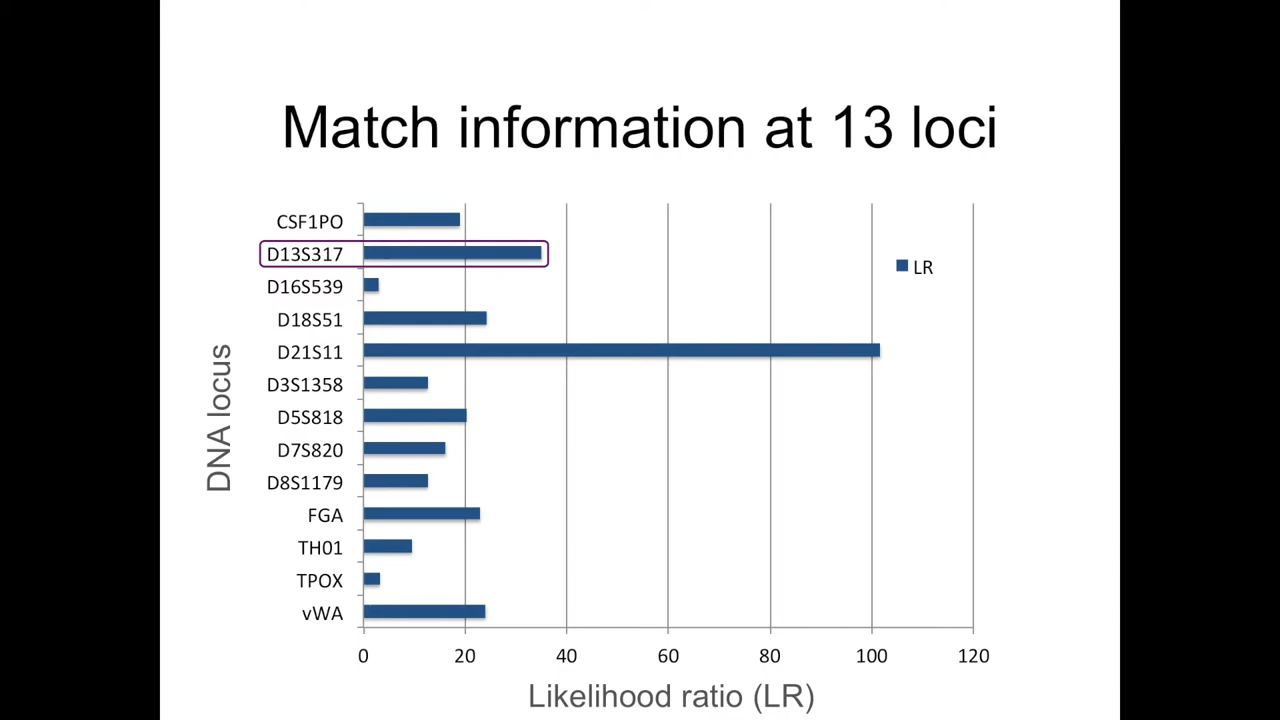 Match information at 13 loci
CSF1PO
D13S317
D16S539
D18S51
D21S11
D3S1358
D5S818
D7S820
D8S1179
FGA
TH01
TPOX
vWA
DNA locus
LR
0 20 40 60 80 100 120
Likelihood ratio (LR)